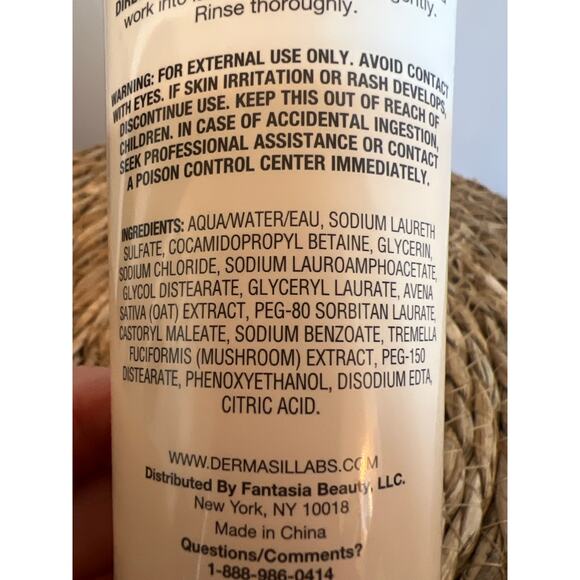 work into
gently.
Rinse thoroughly.
WARNING: FOR EXTERNAL USE ONLY. AVOID CONTACT
WITH EYES. IF SKIN IRRITATION OR RASH DEVELOPS,
DISCONTINUE USE. KEEP THIS OUT OF REACH OF
CHILDREN. IN CASE OF ACCIDENTAL INGESTION,
SEEK PROFESSIONAL ASSISTANCE OR CONTACT
A POISON CONTROL CENTER IMMEDIATELY.
INGREDIENTS: AQUA/WATER/EAU, SODIUM LAURETH
SULFATE, COCAMIDOPROPYL BETAINE, GLYCERIN,
SODIUM CHLORIDE, SODIUM LAUROAMPHOACETATE,
GLYCOL DISTEARATE, GLYCERYL LAURATE, AVENA
SATIVA (OAT) EXTRACT, PEG-80 SORBITAN LAURATE,
CASTORYL MALEATE, SODIUM BENZOATE, TREMELLA
FUCIFORMIS (MUSHROOM) EXTRACT, PEG-150
DISTEARATE, PHENOXYETHANOL, DISODIUM EDTA,
CITRIC ACID.
WWW.DERMASILLABS.COM
Distributed By Fantasia Beauty, LLC.
New York, NY 10018
Made in China
Questions/Comments?
1-888-986-0414